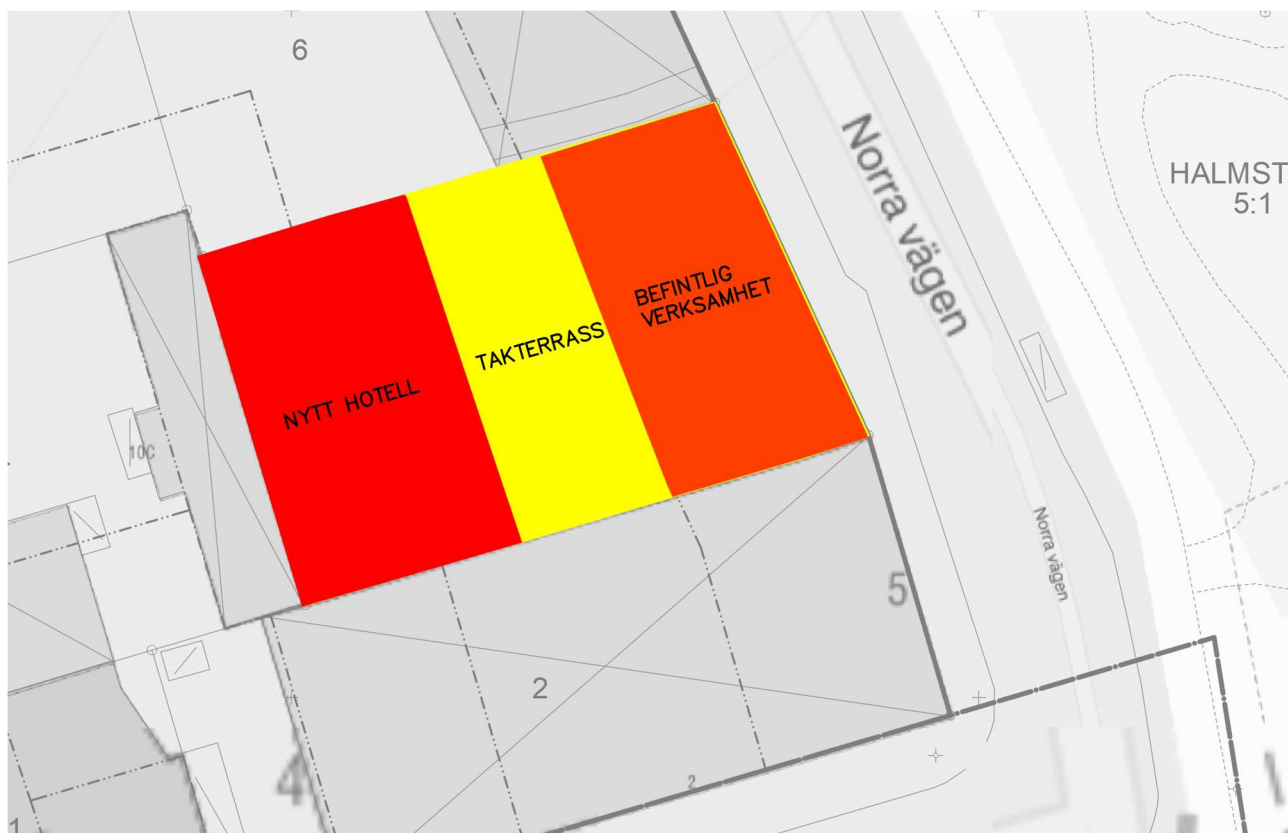 6
HALMST
5:1
Norra vägen
BEFINTLIG
VERKSAMHET
TAKTERRASS
NYTT HOTELL
10C
Norra vägen
5
2
4
2
1